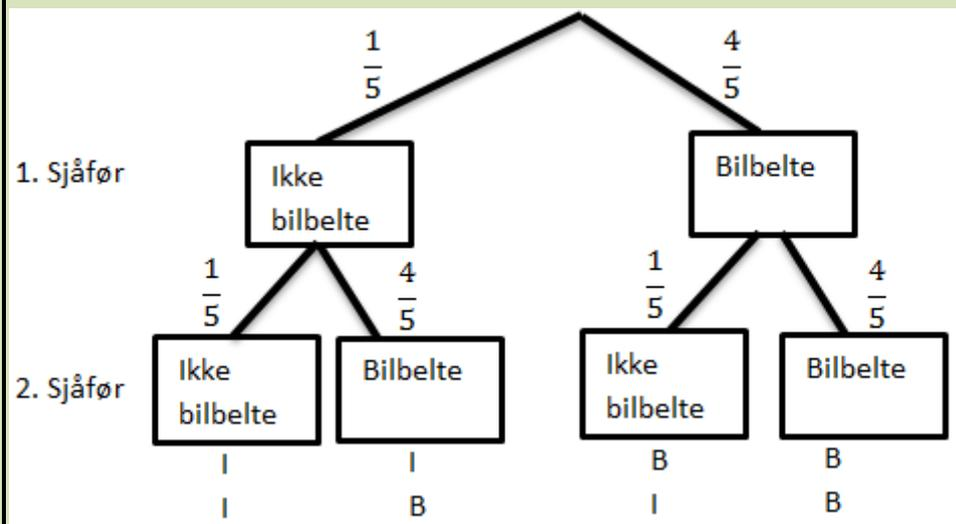 1/5 4/5
1. Sjåfør
Ikke
bilbelte
Bilbelte
1/5 4/5 1/5 4/5
2. Sjåfør
Ikke
bilbelte
Bilbelte
Ikke
bilbelte
Bilbelte
I I B B
I B I B